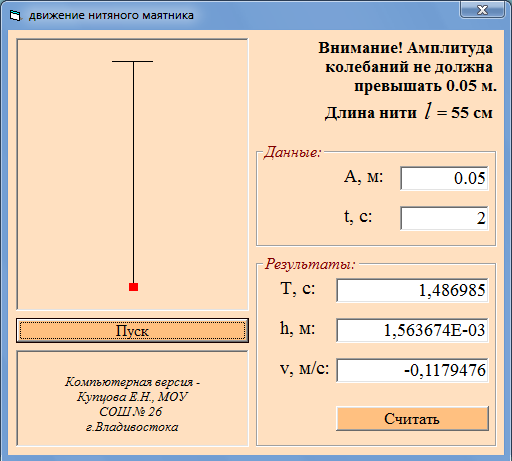 движение нитяного маятника
Внимание! Амплитуда
колебаний не должна
превышать 0.05 м.
Длина нити l = 55 см
Данные:
A, м: 0.05
t, с: 2
Результаты:
T, с: 1,486985
h, м: 1,563674E-03
v, м/с: -0,1179476
Считать
Пуск
Компьютерная версия -
Купцова Е.Н., МОУ
СОШ № 26
г.Владивостока